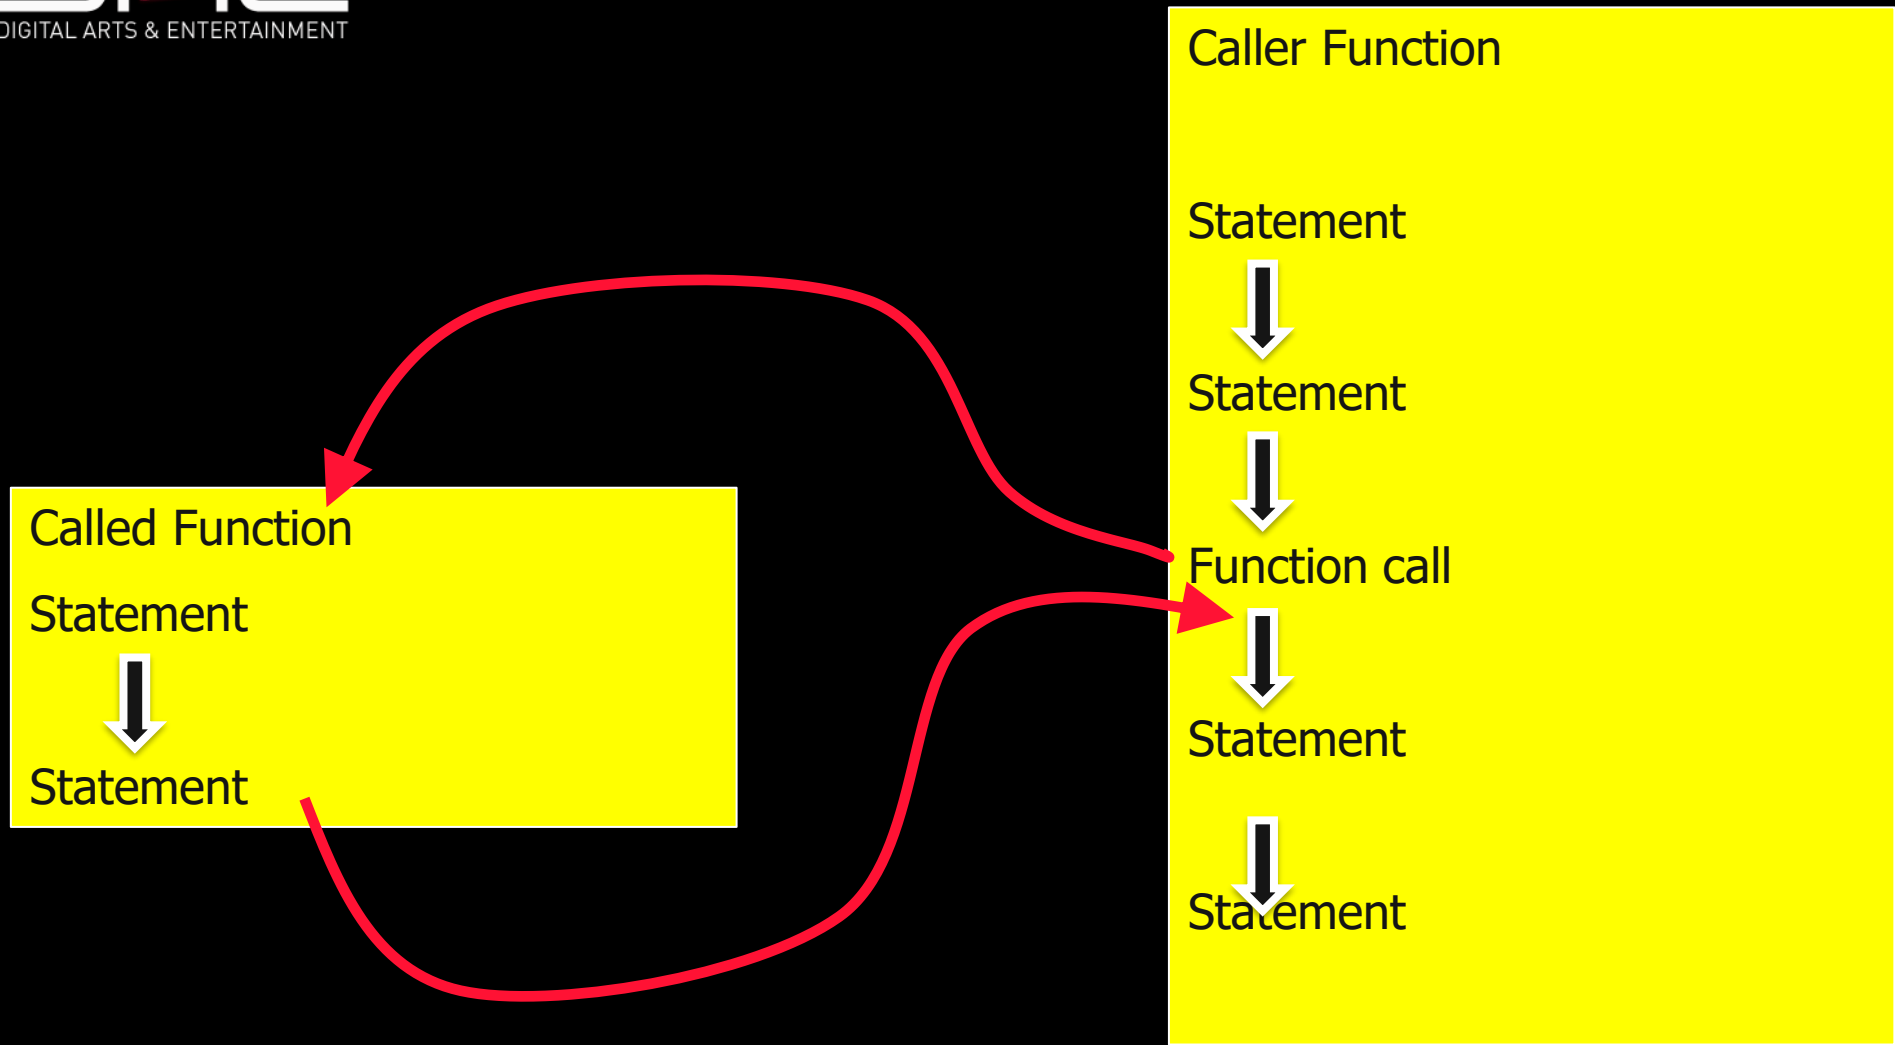 DIGITAL ARTS & ENTERTAINMENT
Caller Function
Statement
Statement
Function call
Statement
Statement
Called Function
Statement
Statement